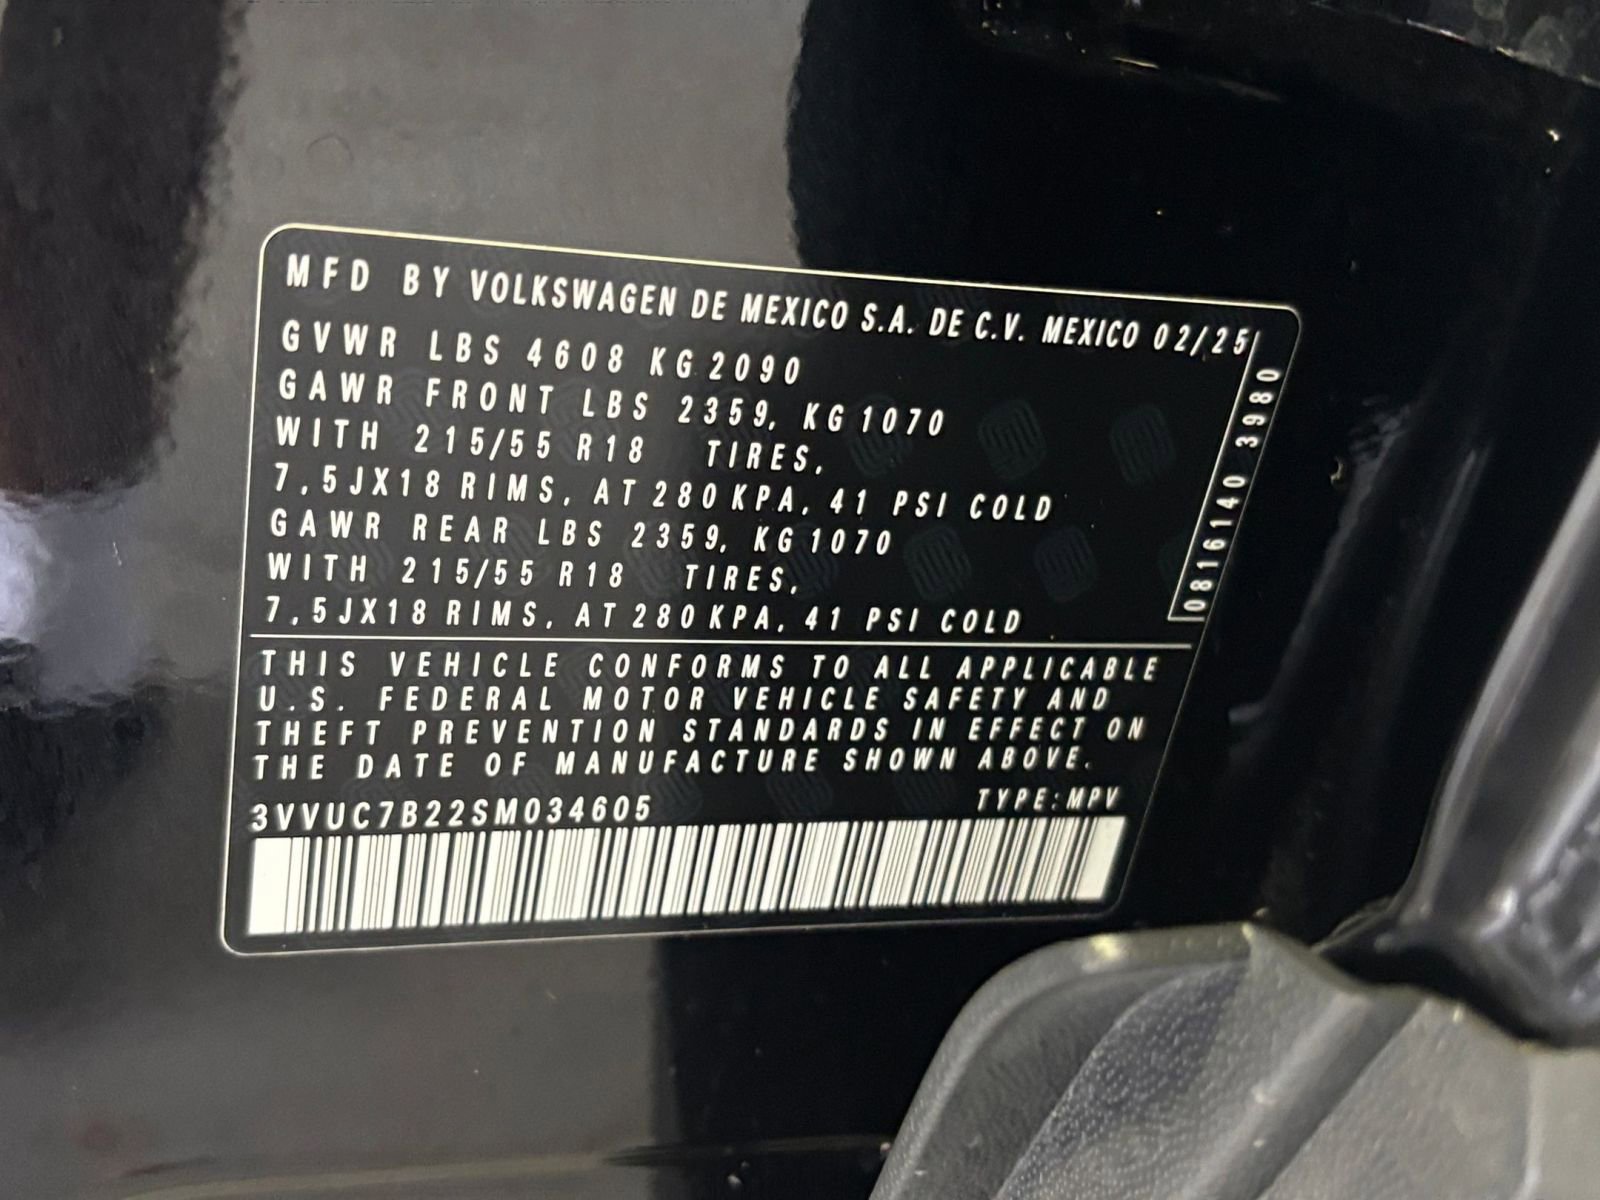 MFD BY VOLKSWAGEN DE MEXICO S.A. DE C.V. MEXICO 02/25
GVWR LBS 4608 KG 2090
GAWR FRONT LBS 2359, KG 1070
WITH 215/55 R18 TIRES,
7,5JX18 RIMS, AT 280 KPA, 41 PSI COLD
GAWR REAR LBS 2359, KG 1070
WITH 215/55 R18 TIRES,
7,5JX18 RIMS, AT 280 KPA, 41 PSI COLD
0816140 3980
THIS VEHICLE CONFORMS TO ALL APPLICABLE
U.S. FEDERAL MOTOR VEHICLE SAFETY AND
THEFT PREVENTION STANDARDS IN EFFECT ON
THE DATE OF MANUFACTURE SHOWN ABOVE.
3VVUC7B22SM034605 TYPE:MPV